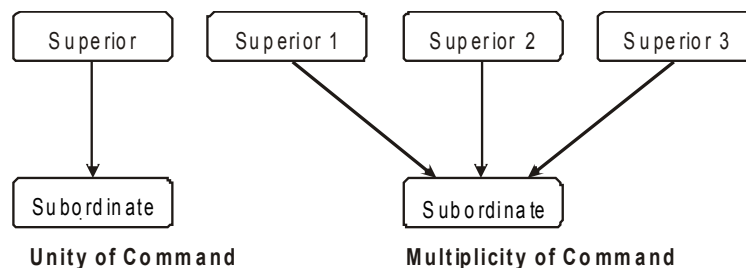 Superior Superior 1 Superior 2 Superior 3
Subordinate Subordinate
Unity of Command Multiplicity of Command